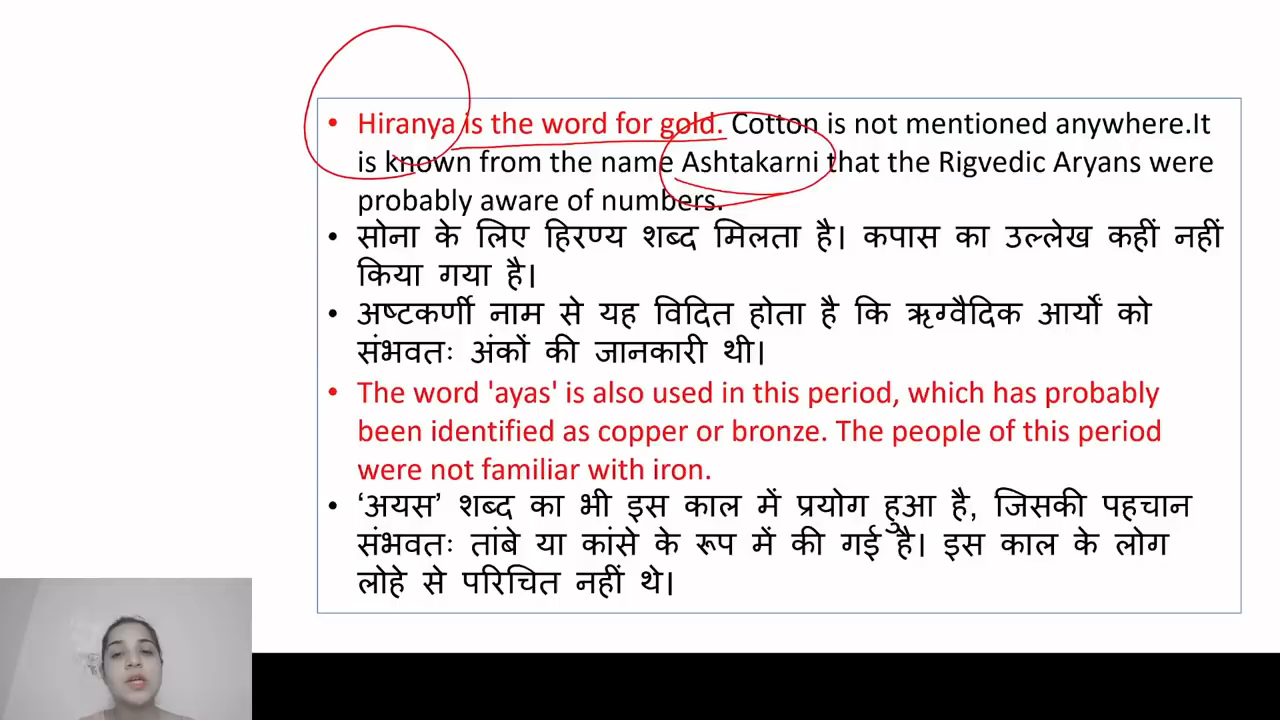 • Hiranya is the word for gold. Cotton is not mentioned anywhere.It
is known from the name Ashtakarni that the Rigvedic Aryans were
probably aware of numbers.
• सोना के लिए हिरण्य शब्द मिलता है। कपास का उल्लेख कहीं नहीं
किया गया है।
• अष्टकर्णी नाम से यह विदित होता है कि ऋग्वैदिक आर्यों को
संभवतः अंकों की जानकारी थी।
• The word 'ayas' is also used in this period, which has probably
been identified as copper or bronze. The people of this period
were not familiar with iron.
• ‘अयस’ शब्द का भी इस काल में प्रयोग हुआ है, जिसकी पहचान
संभवतः तांबे या कांसे के रूप में की गई है। इस काल के लोग
लोहे से परिचित नहीं थे।